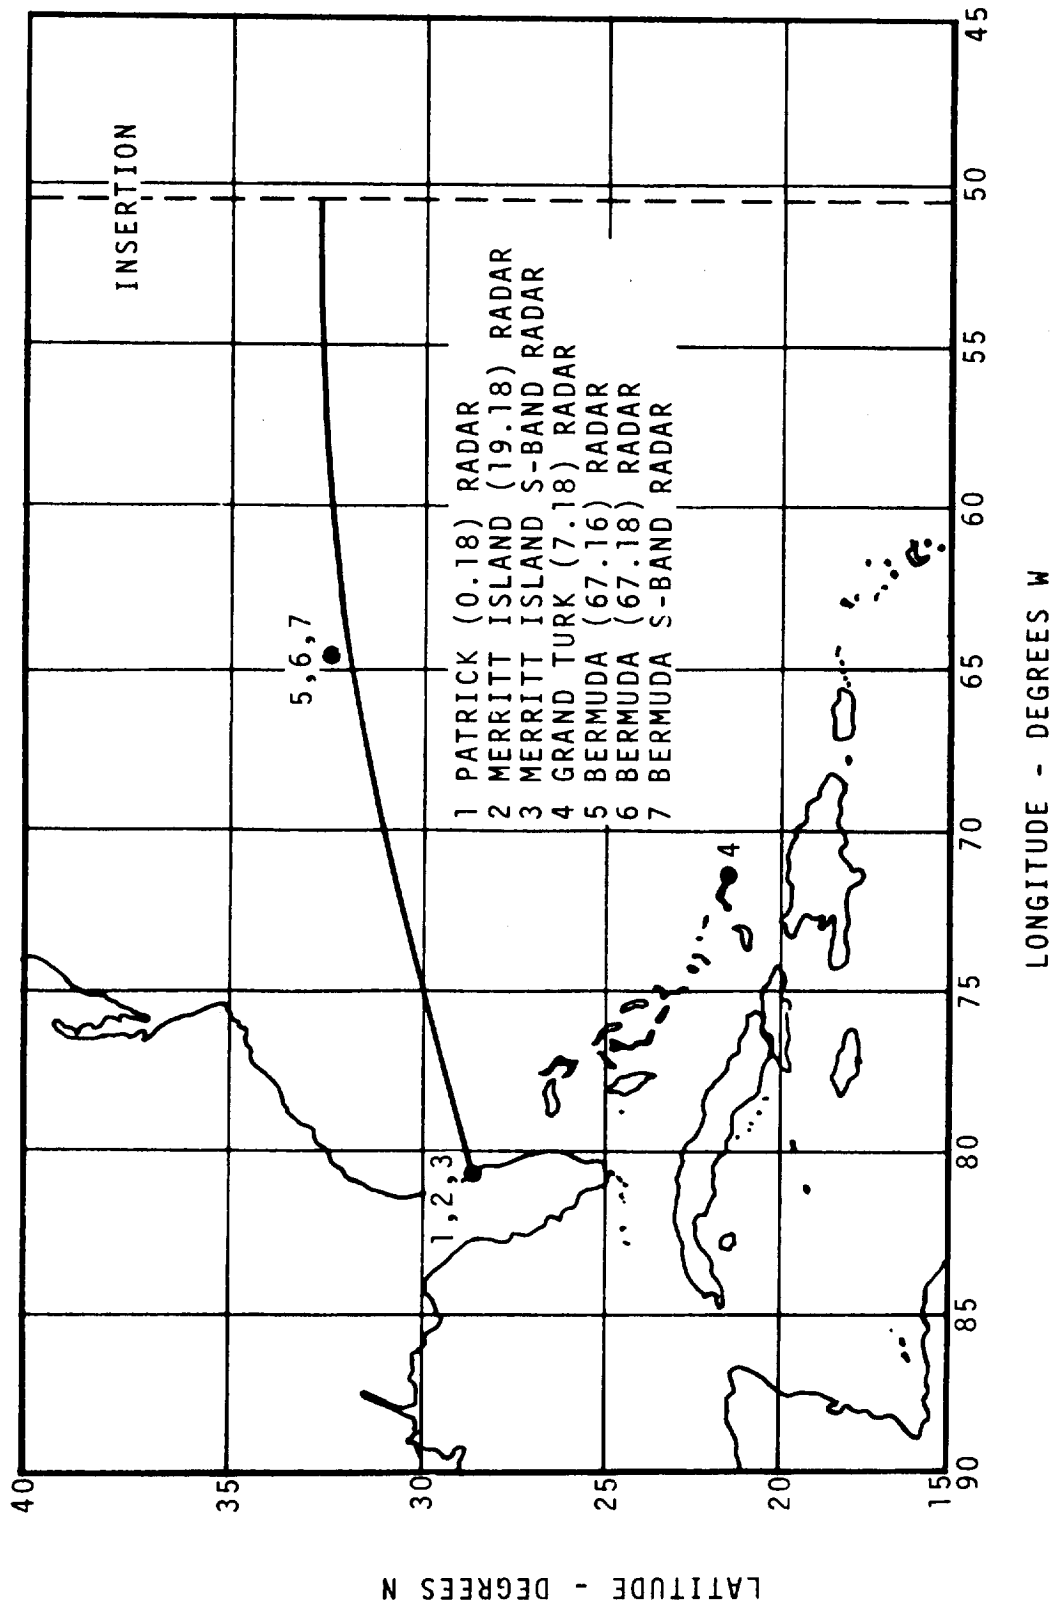 INSERTION
5,6,7
1,2,3
4
1 PATRICK (0.18) RADAR
2 MERRITT ISLAND (19.18) RADAR
3 MERRITT ISLAND S-BAND RADAR
4 GRAND TURK (7.18) RADAR
5 BERMUDA (67.16) RADAR
6 BERMUDA (67.18) RADAR
7 BERMUDA S-BAND RADAR
40
35
30
25
20
15
90
85
80
75
70
65
60
55
50
45
LATITUDE - DEGREES N
LONGITUDE - DEGREES W